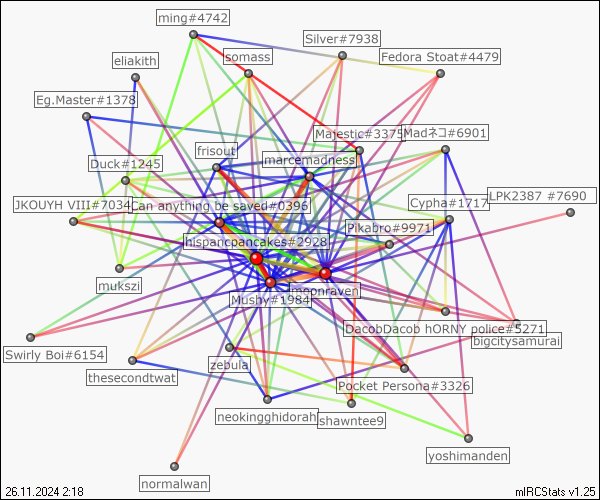 ming#4742
Silver#7938
eliakith
somass
Fedora Stoat#4479
Eg.Master#1378
Majestic#3375
Madネコ#6901
frisout
marcemadness
Duck#1245
LPK2387 #7690
JKOUYH VIII#7034
Can anything be saved#0396
Cypha#1717
Pikabro#9971
hispancpancakes#2928
mukszi
moonraven
Mushy#1984
DacobDacob hORNY police#5271
bigcitysamurai
Swirly Boi#6154
zebula
thesecondtwat
Pocket Persona#3326
neokingghidorah
shawntee9
yoshimanden
normalwan
26.11.2024 2:18
mIRCStats v1.25